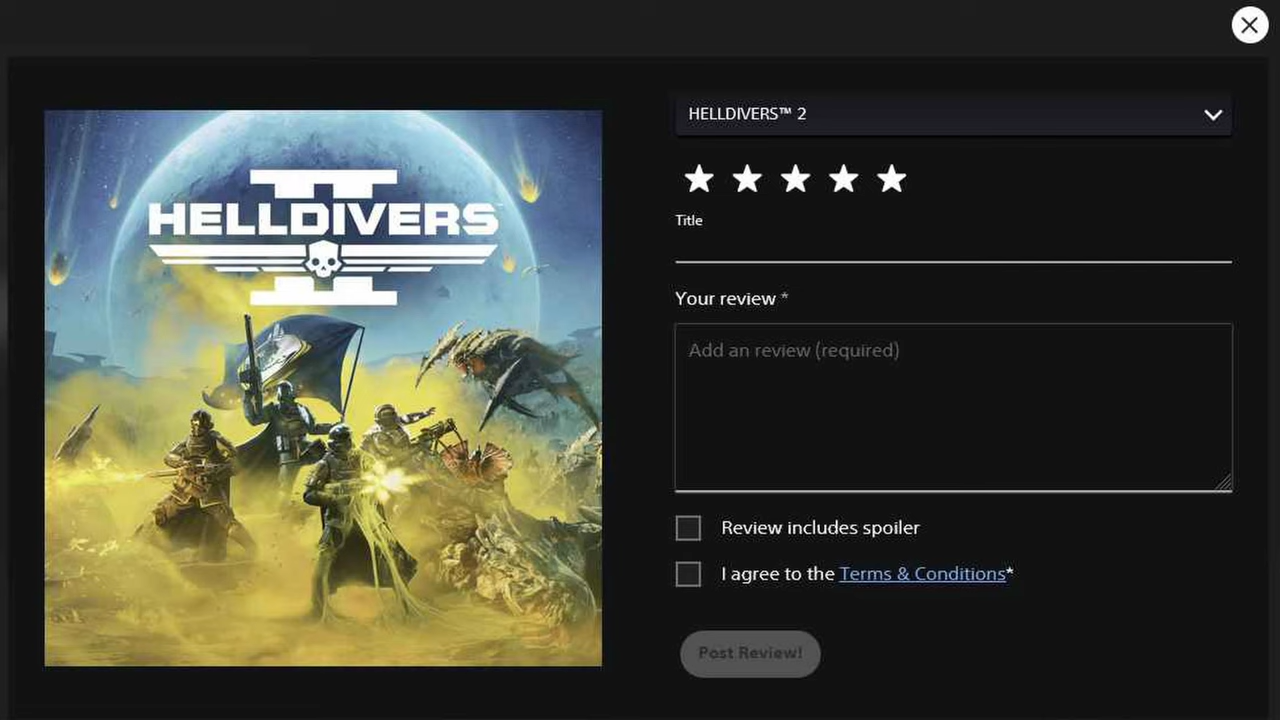 HELLDIVERS
II
HELLDIVERS™ 2
Title
Your review *
Add an review (required)
Review includes spoiler
I agree to the Terms & Conditions*
Post Review!